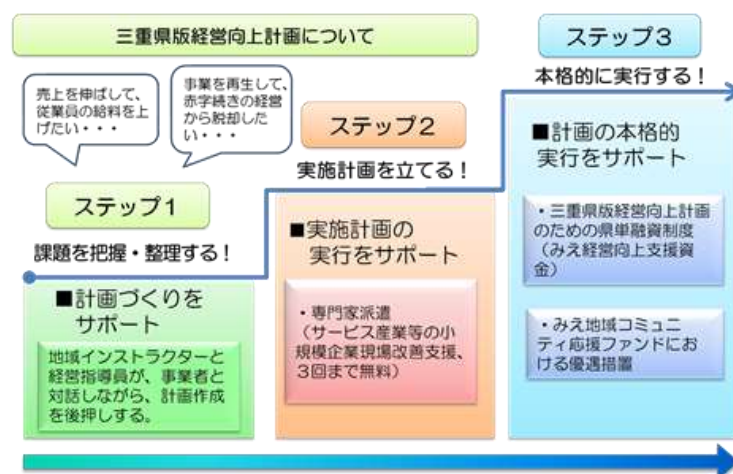 三重県版経営向上計画について
売上を伸ばして、
従業員の給料を上
げたい・・・
事業を再生して、
赤字続きの経営
から脱却した
い・・・
ステップ1
課題を把握・整理する！
■計画づくりを
サポート
地域インストラクターと
経営指導員が、事業者と
対話しながら、計画作成
を後押しする。
ステップ2
実施計画を立てる！
■実施計画の
実行をサポート
・専門家派遣
（サービス産業等の小
規模企業現場改善支援、
3回まで無料）
ステップ3
本格的に実行する！
■計画の本格的
実行をサポート
・三重県版経営向上計画
のための県単融資制度
（みえ経営向上支援資
金）
・みえ地域コミュニ
ティ応援ファンドにお
ける優遇措置